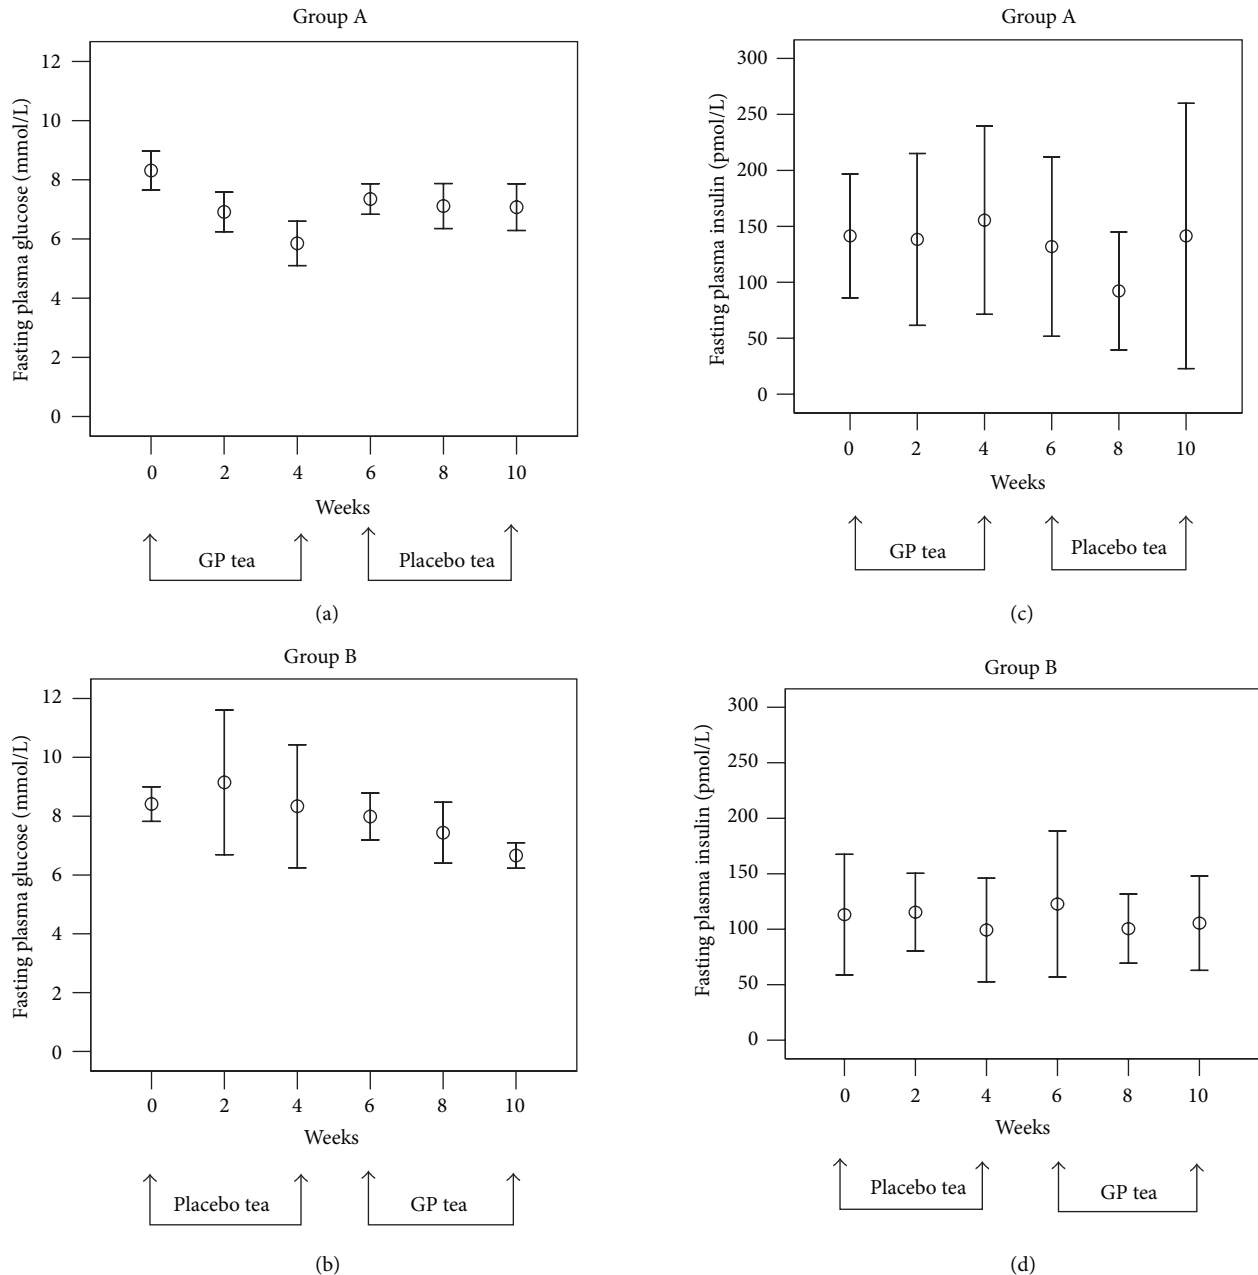 Group A
Fasting plasma glucose (mmol/L)
12
10
8
6
4
2
0
0 2 4 6 8 10
Weeks
GP tea Placebo tea
(a)
Group A
Fasting plasma insulin (pmol/L)
300
250
200
150
100
50
0
0 2 4 6 8 10
Weeks
GP tea Placebo tea
(c)
Group B
Fasting plasma glucose (mmol/L)
12
10
8
6
4
2
0
0 2 4 6 8 10
Weeks
Placebo tea GP tea
(b)
Group B
Fasting plasma insulin (pmol/L)
300
250
200
150
100
50
0
0 2 4 6 8 10
Weeks
Placebo tea GP tea
(d)